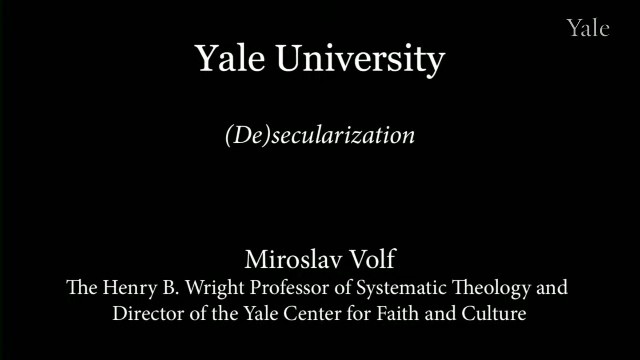 Yale
Yale University
(De)secularization
Miroslav Volf
The Henry B. Wright Professor of Systematic Theology and
Director of the Yale Center for Faith and Culture